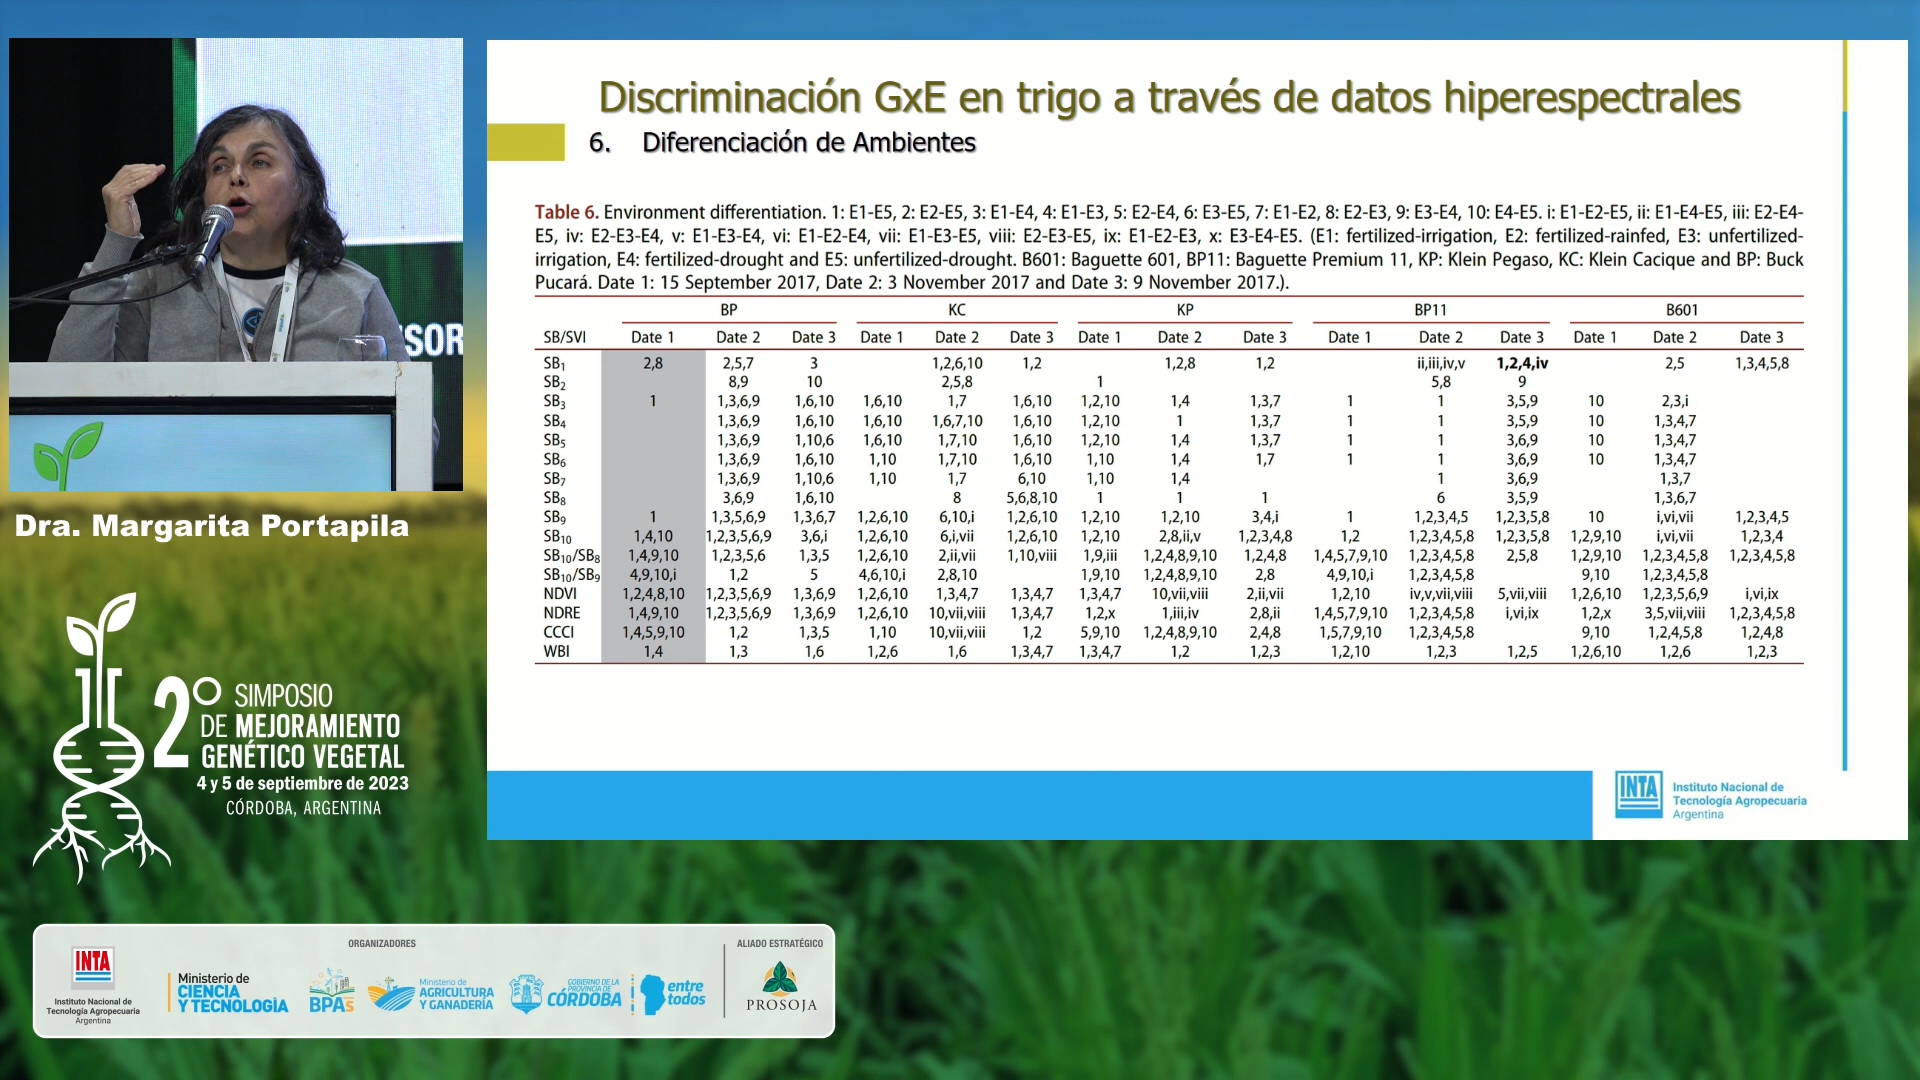 Discriminación GxE en trigo a través de datos hiperespectrales
6. Diferenciación de Ambientes
Table 6. Environment differentiation. 1: E1-E5, 2: E2-E5, 3: E1-E4, 4: E1-E3, 5: E2-E4, 6: E3-E5, 7: E1-E2, 8: E2-E3, 9: E3-E4, 10: E4-E5. i: E1-E2-E5, ii: E1-E4-E5, iii: E2-E4-
E5, iv: E2-E3-E4, v: E1-E3-E4, vi: E1-E2-E4, vii: E1-E3-E5, viii: E2-E3-E5, ix: E1-E2-E3, x: E3-E4-E5. (E1: fertilized-irrigation, E2: fertilized-rainfed, E3: unfertilized-
irrigation, E4: fertilized-drought and E5: unfertilized-drought. B601: Baguette 601, BP11: Baguette Premium 11, KP: Klein Pegaso, KC: Klein Cacique and BP: Buck
Pucará. Date 1: 15 September 2017, Date 2: 3 November 2017 and Date 3: 9 November 2017.).
BP KC KP BP11 B601
SB/SVI Date 1 Date 2 Date 3 Date 1 Date 2 Date 3 Date 1 Date 2 Date 3 Date 1 Date 2 Date 3 Date 1 Date 2 Date 3
SB1 2,8 2,5,7 3 1,2,6,10 1,2 1,2,8 1,2 ii,iii,iv,v 1,2,4,iv 2,5 1,3,4,5,8
SB2 8,9 10 2,5,8 1 5,8 9
SB3 1 1,3,6,9 1,6,10 1,6,10 1,7 1,6,10 1,2,10 1,4 1,3,7 1 1 3,5,9 10 2,3,i
SB4 1,3,6,9 1,6,10 1,6,10 1,6,7,10 1,6,10 1,2,10 1 1,3,7 1 1 3,5,9 10 1,3,4,7
SB5 1,3,6,9 1,10,6 1,6,10 1,7,10 1,6,10 1,2,10 1,4 1,3,7 1 1 3,6,9 10 1,3,4,7
SB6 1,3,6,9 1,6,10 1,10 1,7,10 1,6,10 1,10 1,4 1,7 1 1 3,6,9 10 1,3,4,7
SB7 1,3,6,9 1,10,6 1,10 1,7 6,10 1,10 1,4 1 3,6,9 1,3,7
SB8 3,6,9 1,6,10 8 5,6,8,10 1 1 1 6 3,5,9 1,3,6,7
SB9 1 1,3,5,6,9 1,3,6,7 1,2,6,10 6,10,i 1,2,6,10 1,2,10 1,2,10 3,4,i 1 1,2,3,4,5 1,2,3,5,8 10 i,vi,vii 1,2,3,4,5
SB10 1,4,10 1,2,3,5,6,9 3,6,i 1,2,6,10 6,i,vii 1,2,6,10 1,2,10 2,8,ii,v 1,2,3,4,8 1,2 1,2,3,4,5,8 1,2,3,5,8 1,2,9,10 i,vi,vii 1,2,3,4
SB10/SB8 1,4,9,10 1,2,3,5,6 1,3,5 1,2,6,10 2,ii,vii 1,10,viii 1,9,iii 1,2,4,8,9,10 1,2,4,8 1,4,5,7,9,10 1,2,3,4,5,8 2,5,8 1,2,9,10 1,2,3,4,5,8 1,2,3,4,5,8
SB10/SB9 4,9,10,i 1,2 5 4,6,10,i 2,8,10 1,9,10 1,2,4,8,9,10 2,8 4,9,10,i 1,2,3,4,5,8 9,10 1,2,3,4,5,8
NDVI 1,2,4,8,10 1,2,3,5,6,9 1,3,6,9 1,2,6,10 1,3,4,7 1,3,4,7 1,3,4,7 10,vii,viii 2,ii,vii 1,2,10 iv,v,vii,viii 5,vii,viii 1,2,6,10 1,2,3,5,6,9 i,vi,ix
NDRE 1,4,9,10 1,2,3,5,6,9 1,3,6,9 1,2,6,10 10,vii,viii 1,3,4,7 1,2,x 1,iii,iv 2,8,ii 1,4,5,7,9,10 1,2,3,4,5,8 i,vi,ix 1,2,x 3,5,vii,viii 1,2,3,4,5,8
CCCI 1,4,5,9,10 1,2 1,3,5 1,10 10,vii,viii 1,2 5,9,10 1,2,4,8,9,10 2,4,8 1,5,7,9,10 1,2,3,4,5,8 9,10 1,2,4,5,8 1,2,4,8
WBI 1,4 1,3 1,6 1,2,6 1,6 1,3,4,7 1,3,4,7 1,2 1,2,3 1,2,10 1,2,3 1,2,5 1,2,6,10 1,2,6 1,2,3
INTA
Instituto Nacional de
Tecnología Agropecuaria
Argentina
SOR
Dra. Margarita Portapila
2° SIMPOSIO
DE MEJORAMIENTO
GENÉTICO VEGETAL
4 y 5 de septiembre de 2023
CÓRDOBA, ARGENTINA
ORGANIZADORES
INTA
Instituto Nacional de
Tecnología Agropecuaria
Argentina
Ministerio de
CIENCIA
Y TECNOLOGÍA
BPAs
Ministerio de
AGRICULTURA
Y GANADERÍA
GOBIERNO DE LA
PROVINCIA DE
CÓRDOBA
entre
todos
ALIADO ESTRATÉGICO
PROSOJA